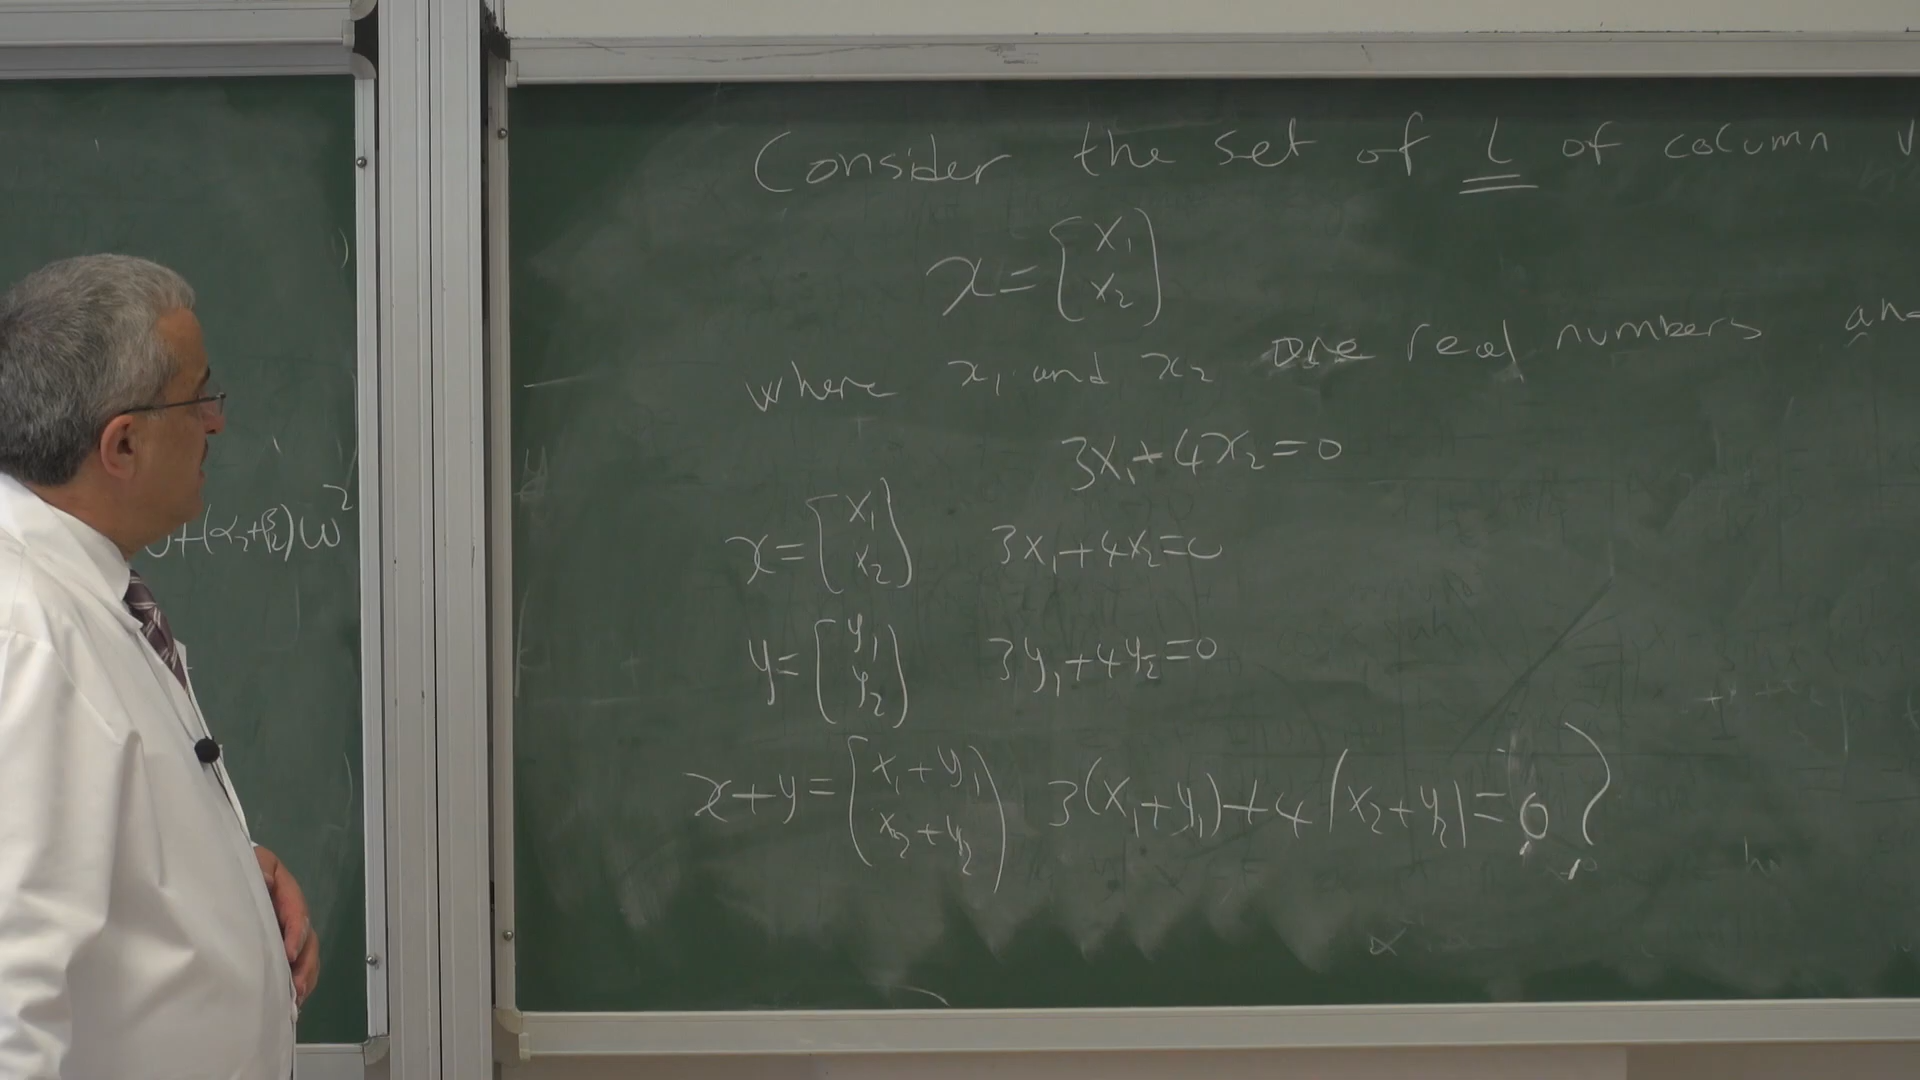 +(α₂+β₂)ω²
Consider the set of L of column
x = [x₁ x₂]
where x₁ and x₂ are real numbers and
3x₁+4x₂=0
x = [x₁ x₂] 3x₁+4x₂=0
y = [y₁ y₂] 3y₁+4y₂=0
x+y = [x₁+y₁ x₂+y₂] 3(x₁+y₁)+4(x₂+y₂)=0?